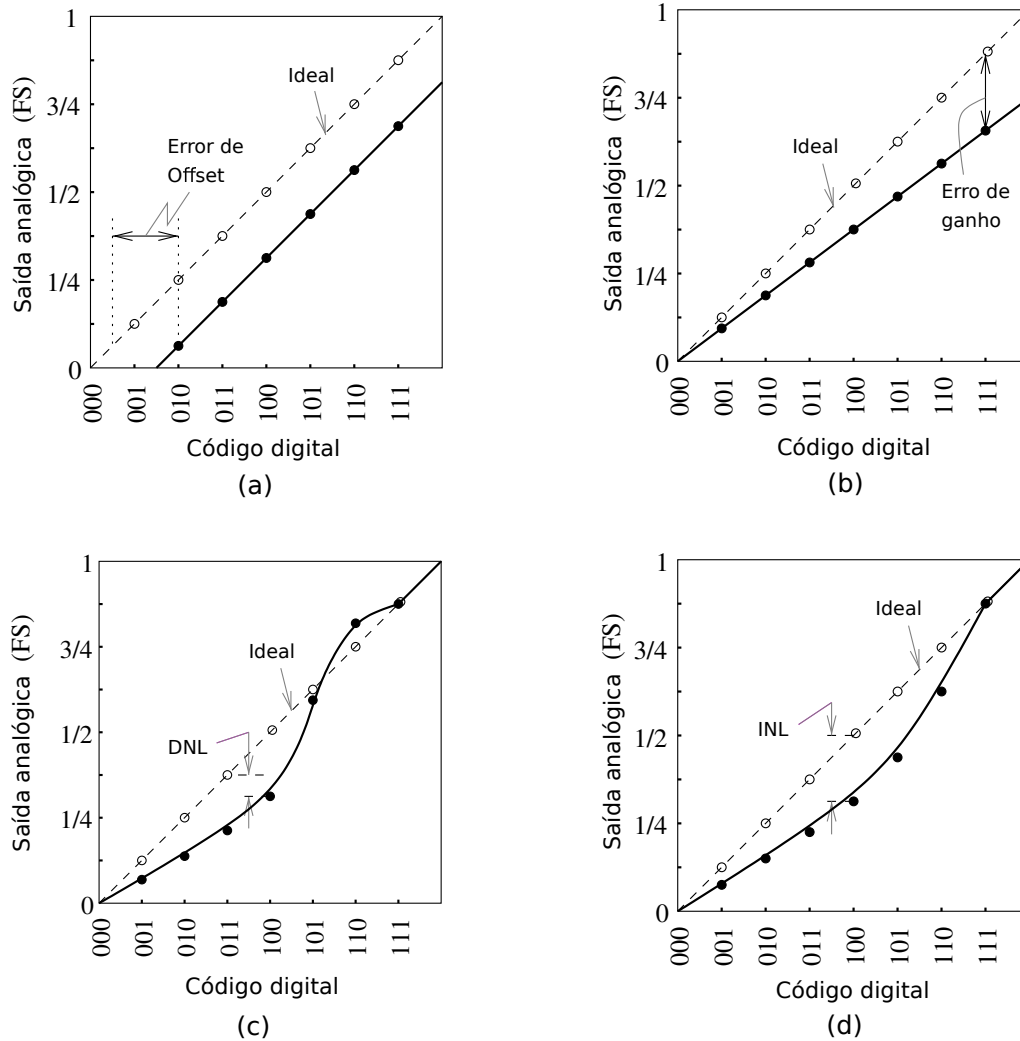 1
3/4
1/2
1/4
0
Saída analógica (FS)
Ideal
Error de
Offset
000
001
010
011
100
101
110
111
Código digital
(a)
1
3/4
1/2
1/4
0
Saída analógica (FS)
Ideal
Erro de
ganho
000
001
010
011
100
101
110
111
Código digital
(b)
1
3/4
1/2
1/4
0
Saída analógica (FS)
Ideal
DNL
000
001
010
011
100
101
110
111
Código digital
(c)
1
3/4
1/2
1/4
0
Saída analógica (FS)
Ideal
INL
000
001
010
011
100
101
110
111
Código digital
(d)